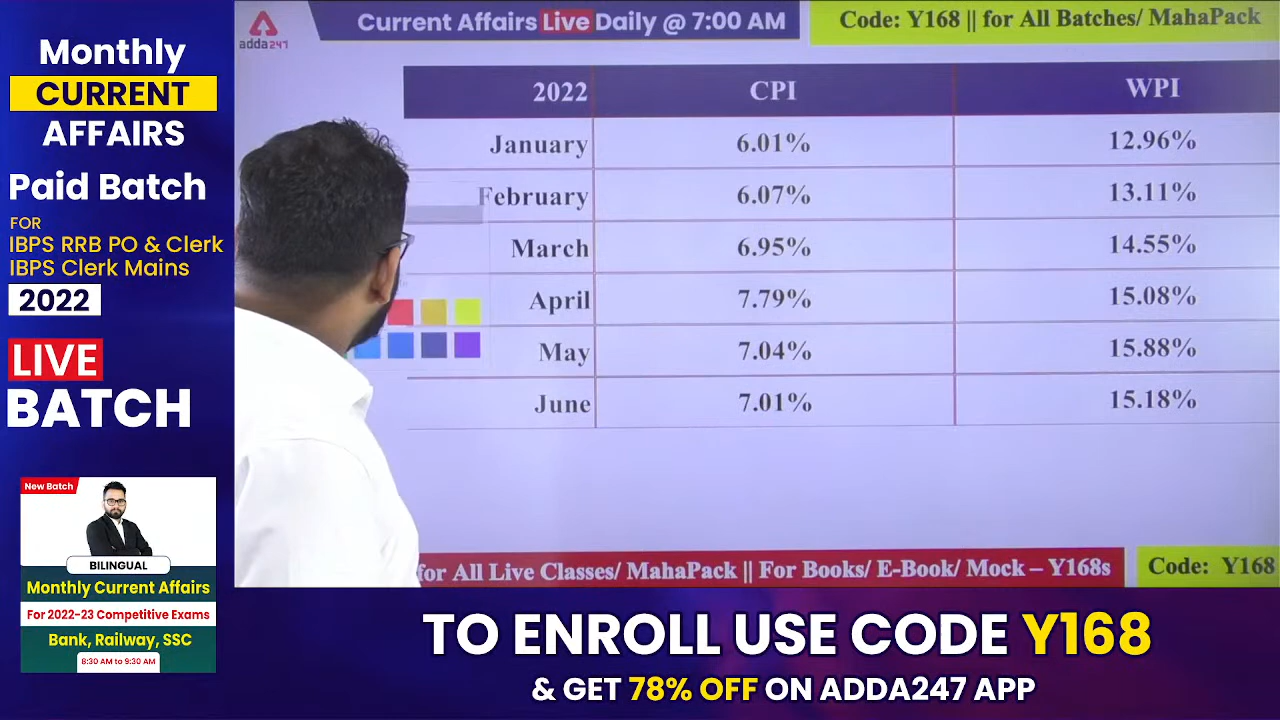 Monthly
CURRENT
AFFAIRS
Paid Batch
FOR
IBPS RRB PO & Clerk
IBPS Clerk Mains
2022
LIVE
BATCH
New Batch
BILINGUAL
Monthly Current Affairs
For 2022-23 Competitive Exams
Bank, Railway, SSC
8:30 AM to 9:30 AM
adda247
Current Affairs Live Daily @ 7:00 AM
Code: Y168 || for All Batches/ MahaPack
2022 CPI WPI
January 6.01% 12.96%
February 6.07% 13.11%
March 6.95% 14.55%
April 7.79% 15.08%
May 7.04% 15.88%
June 7.01% 15.18%
for All Live Classes/ MahaPack || For Books/ E-Book/ Mock – Y168s
Code: Y168
TO ENROLL USE CODE Y168
& GET 78% OFF ON ADDA247 APP